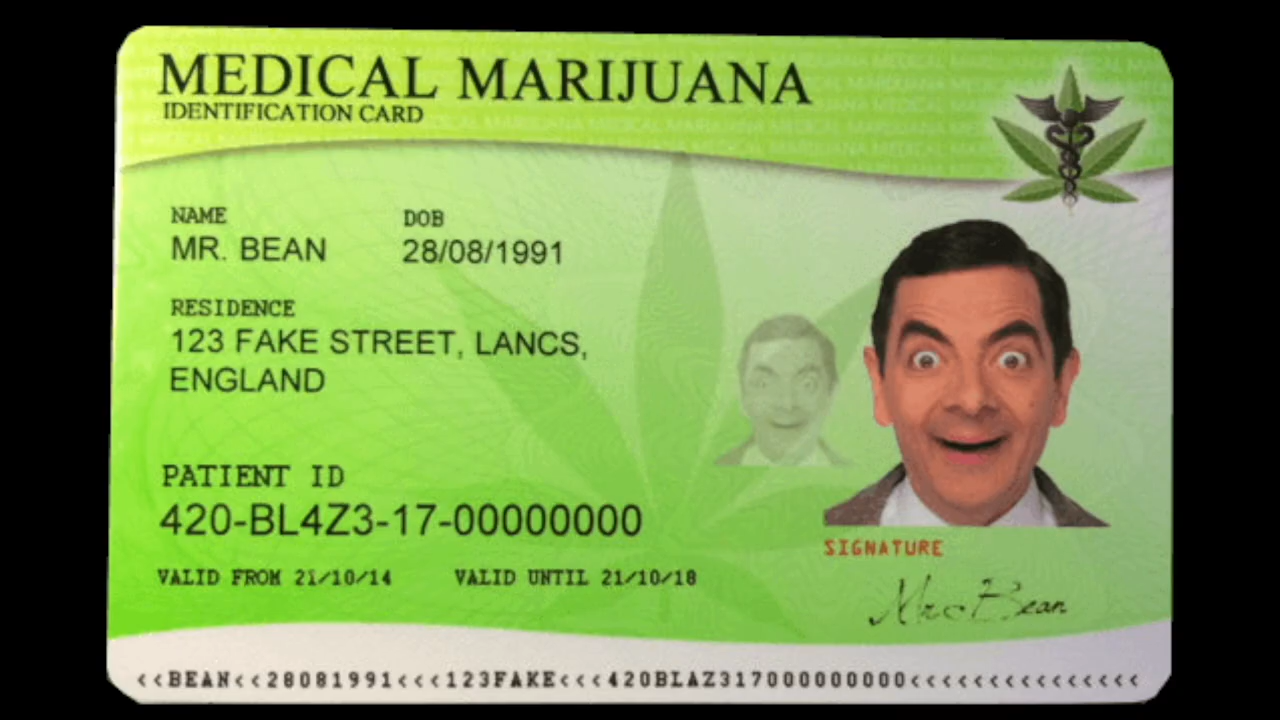 MEDICAL MARIJUANA
IDENTIFICATION CARD
NAME DOB
MR. BEAN 28/08/1991
RESIDENCE
123 FAKE STREET, LANCS,
ENGLAND
PATIENT ID
420-BL4Z3-17-00000000
VALID FROM 21/10/14 VALID UNTIL 21/10/18
SIGNATURE
Mr. Bean
<<BEAN<<28081991<<<123FAKE<<<420BLAZ317000000000<<<<<<<<<<<<<<<